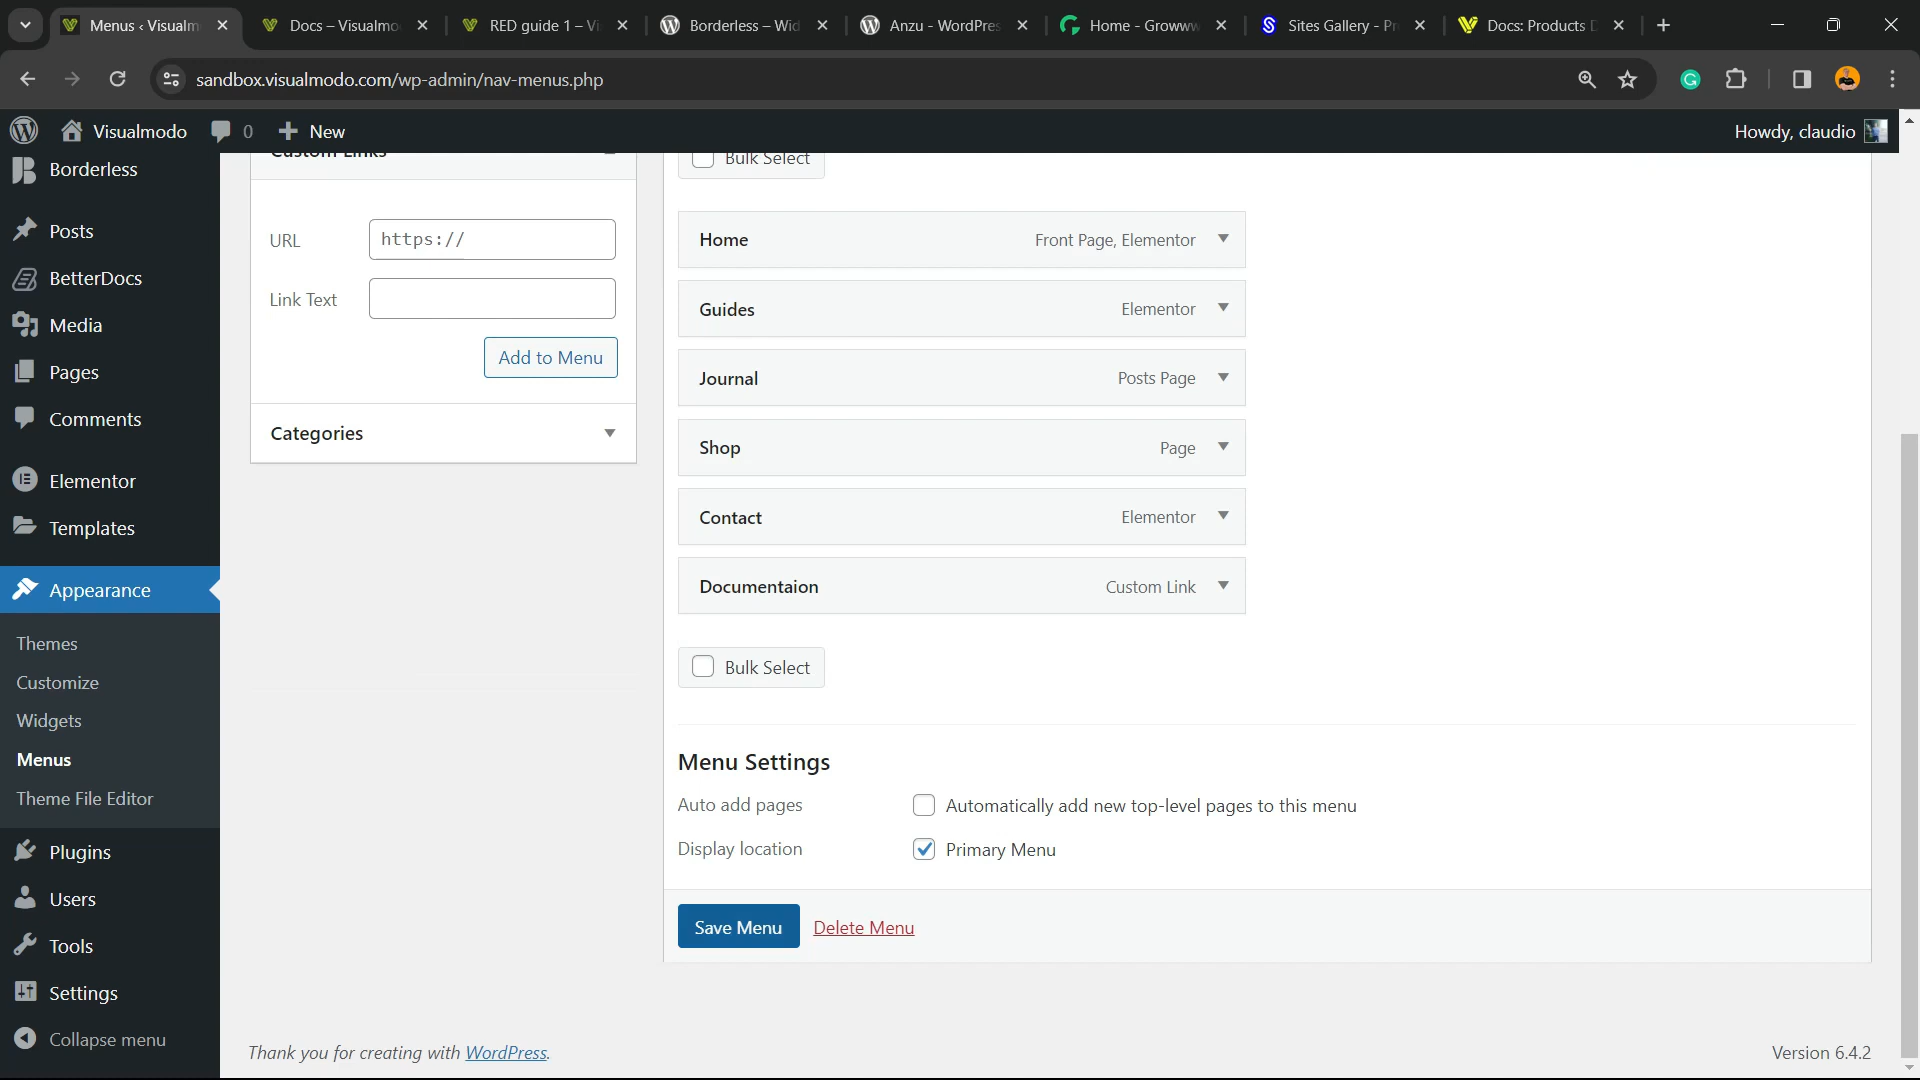 Menus ‹ Visualm
Docs – Visualmo
RED guide 1 – Vi
Borderless – Wid
Anzu - WordPres
Home - Growww
Sites Gallery - Pr
Docs: Products D
sandbox.visualmodo.com/wp-admin/nav-menus.php
Visualmodo
0
New
Howdy, claudio
Borderless
Posts
BetterDocs
Media
Pages
Comments
Elementor
Templates
Appearance
Themes
Customize
Widgets
Menus
Theme File Editor
Plugins
Users
Tools
Settings
Collapse menu
Custom Links
URL
https://
Link Text
Add to Menu
Categories
Bulk Select
Home Front Page, Elementor
Guides Elementor
Journal Posts Page
Shop Page
Contact Elementor
Documentaion Custom Link
Bulk Select
Menu Settings
Auto add pages Automatically add new top-level pages to this menu
Display location Primary Menu
Save Menu Delete Menu
Thank you for creating with WordPress.
Version 6.4.2